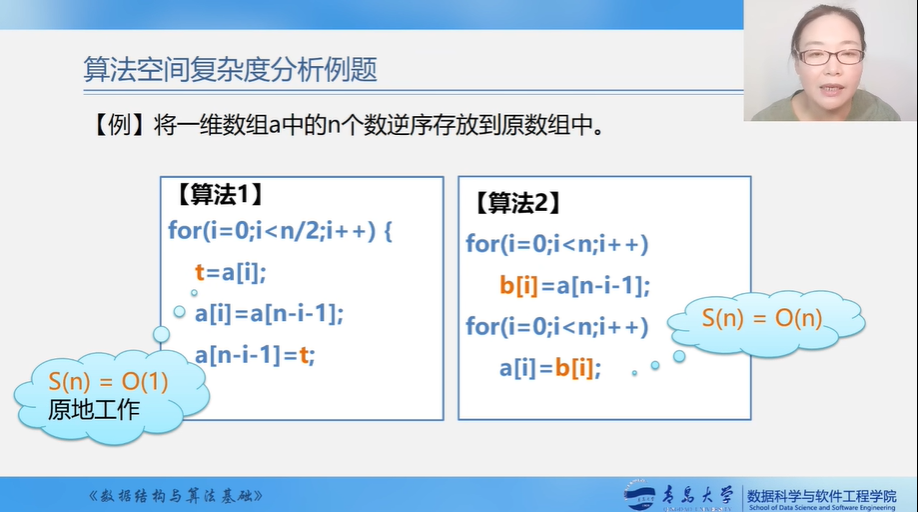 算法空间复杂度分析例题
【例】将一维数组a中的n个数逆序存放到原数组中。
【算法1】
for(i=0;i<n/2;i++) {
t=a[i];
a[i]=a[n-i-1];
a[n-i-1]=t;
S(n) = O(1)
原地工作
【算法2】
for(i=0;i<n;i++)
b[i]=a[n-i-1];
for(i=0;i<n;i++)
a[i]=b[i];
S(n) = O(n)
《数据结构与算法基础》
青岛大学
数据科学与软件工程学院
School of Data Science and Software Engineering